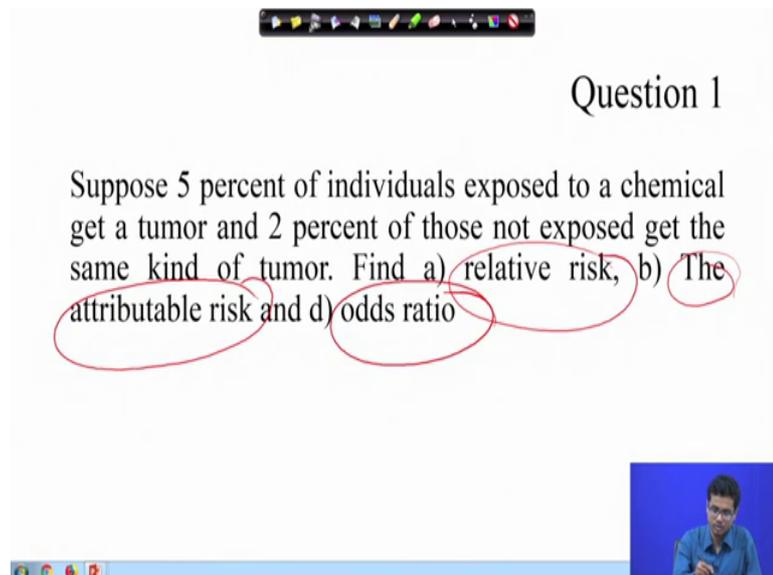 Question 1
Suppose 5 percent of individuals exposed to a chemical
get a tumor and 2 percent of those not exposed get the
same kind of tumor. Find a) relative risk, b) The
attributable risk and d) odds ratio